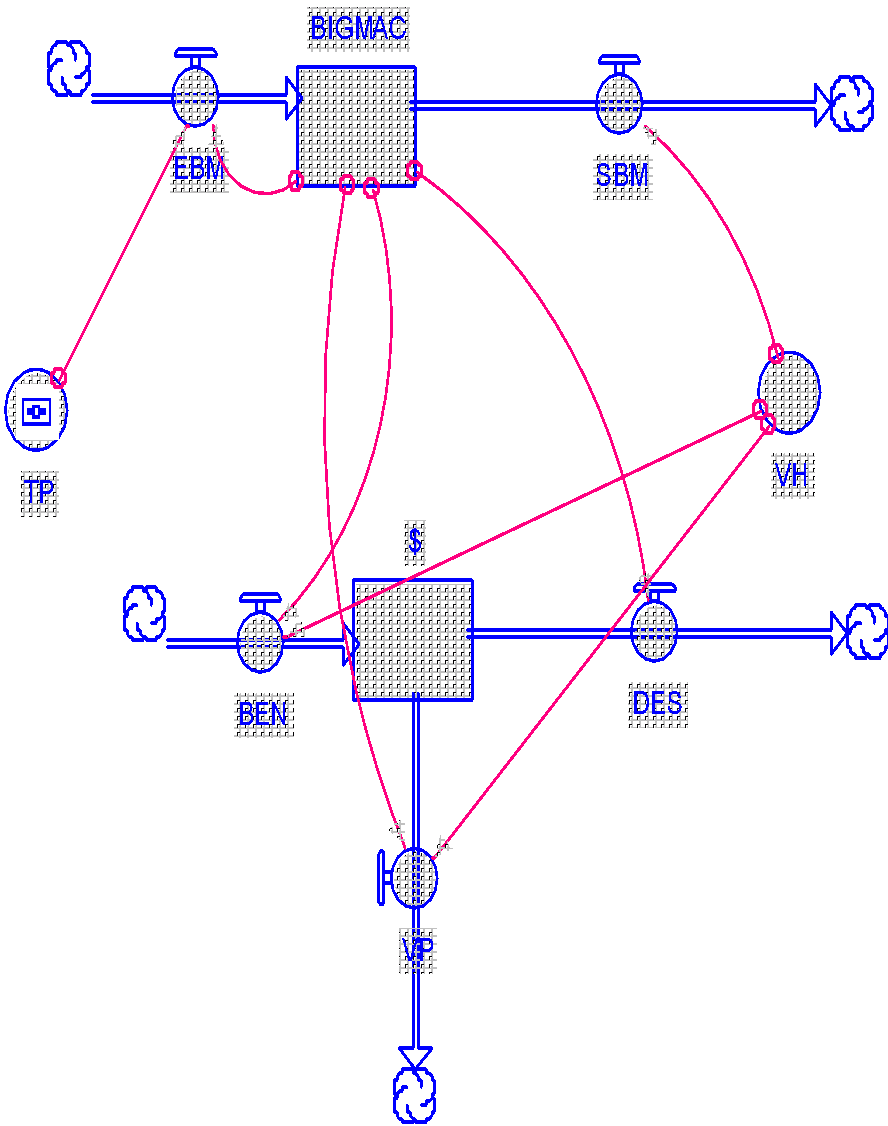 BIGMAC
EBM
SBM
TP
VH
$
BEN
DES
VP